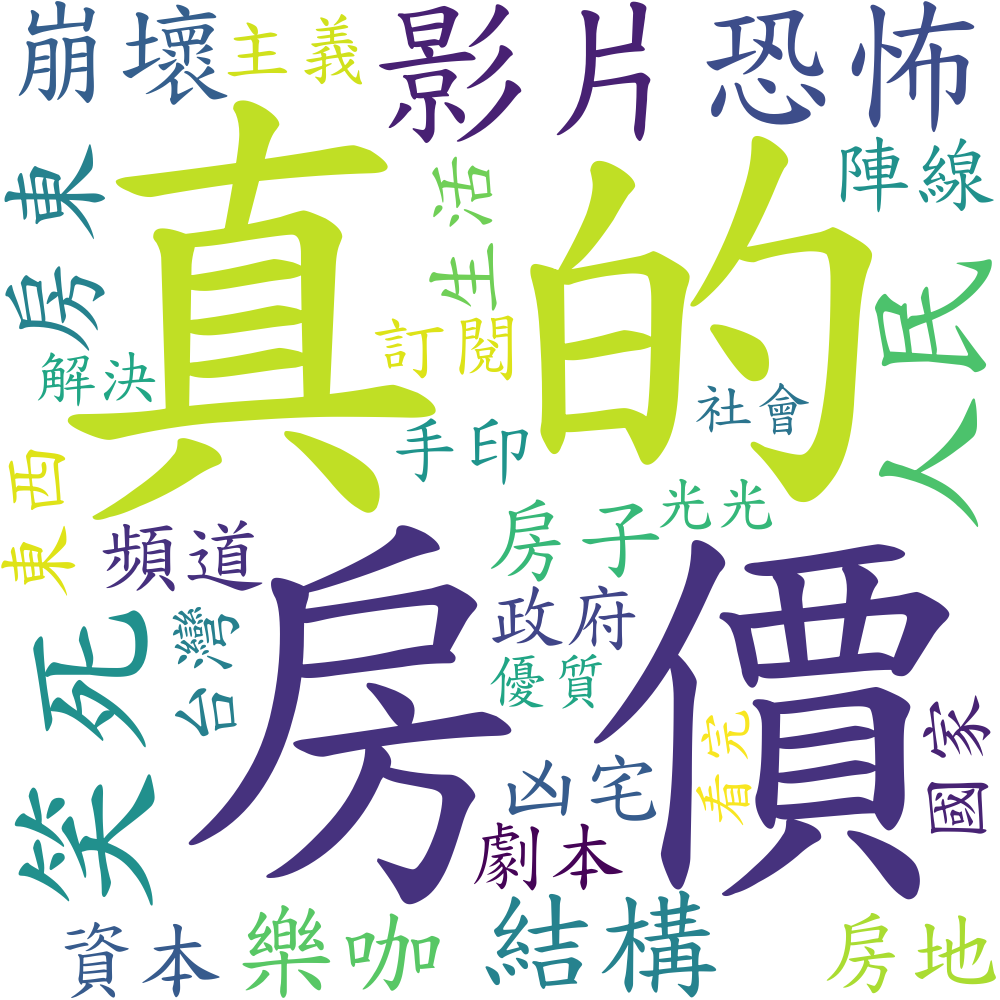 崩壞
主義
影片
恐怖
真的
生活
陣線
房東
人民
訂閱
解決
社會
手印
東西
光光
房子
頻道
房價
政府
台灣
笑死
優質
國家
看完
凶宅
劇本
結構
樂咖
資本
房地